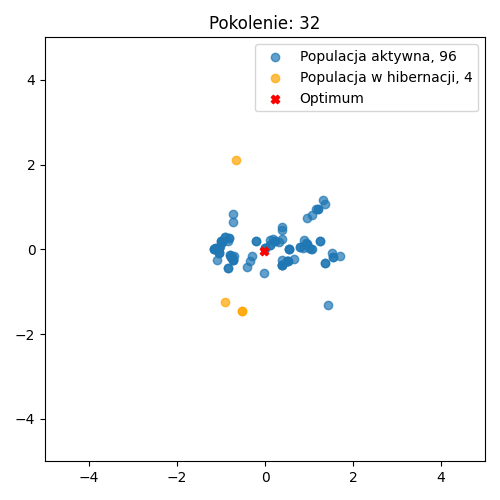 Pokolenie: 32
Populacja aktywna, 96
Populacja w hibernacji, 4
Optimum
4
2
0
−2
−4
−4 −2 0 2 4